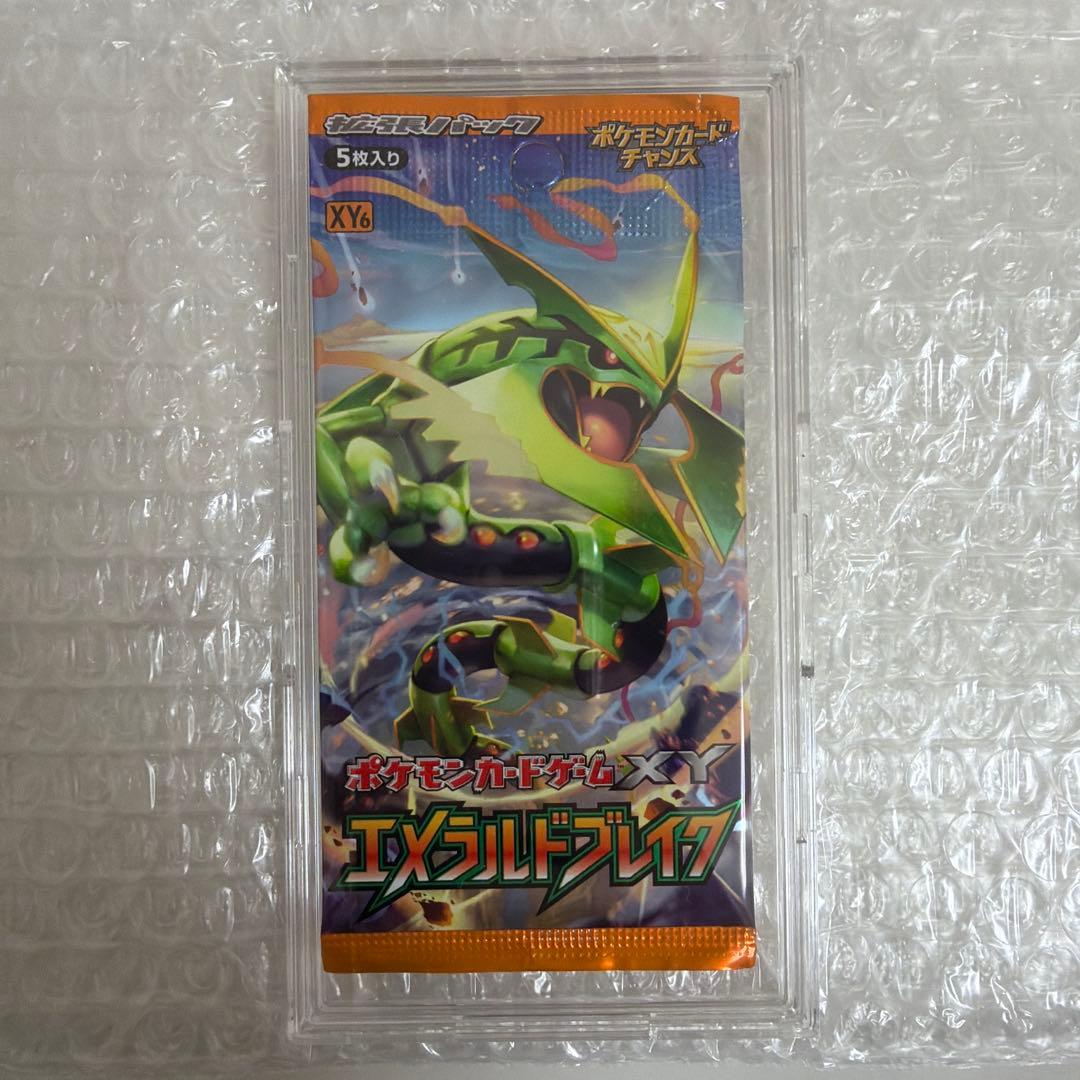 拡張パック
ポケモンカード
チャンス
5枚入り
XY6
ポケモンカードゲームXY
エメラルドブレイク